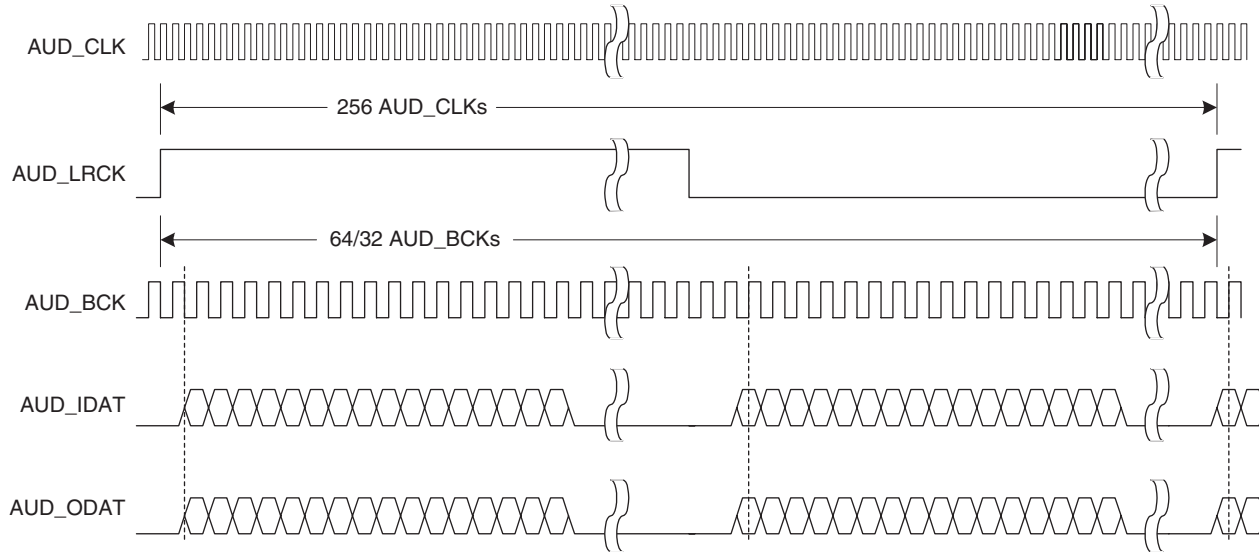 AUD_CLK
256 AUD_CLKs
AUD_LRCK
64/32 AUD_BCKs
AUD_BCK
AUD_IDAT
AUD_ODAT